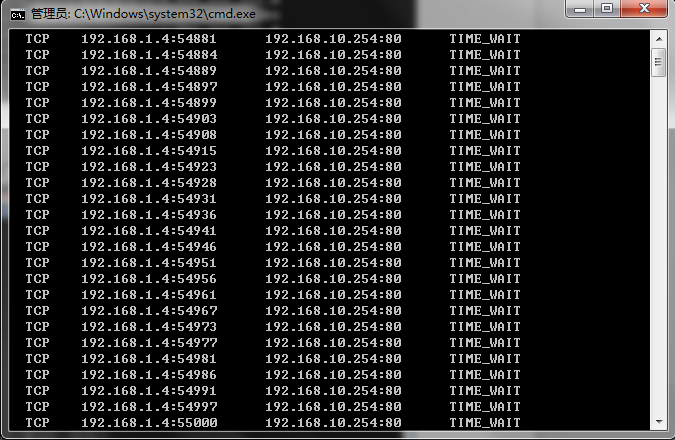 管理员: C:\Windows\system32\cmd.exe
TCP 192.168.1.4:54881 192.168.10.254:80 TIME_WAIT
TCP 192.168.1.4:54884 192.168.10.254:80 TIME_WAIT
TCP 192.168.1.4:54889 192.168.10.254:80 TIME_WAIT
TCP 192.168.1.4:54897 192.168.10.254:80 TIME_WAIT
TCP 192.168.1.4:54899 192.168.10.254:80 TIME_WAIT
TCP 192.168.1.4:54903 192.168.10.254:80 TIME_WAIT
TCP 192.168.1.4:54908 192.168.10.254:80 TIME_WAIT
TCP 192.168.1.4:54915 192.168.10.254:80 TIME_WAIT
TCP 192.168.1.4:54923 192.168.10.254:80 TIME_WAIT
TCP 192.168.1.4:54928 192.168.10.254:80 TIME_WAIT
TCP 192.168.1.4:54931 192.168.10.254:80 TIME_WAIT
TCP 192.168.1.4:54936 192.168.10.254:80 TIME_WAIT
TCP 192.168.1.4:54941 192.168.10.254:80 TIME_WAIT
TCP 192.168.1.4:54946 192.168.10.254:80 TIME_WAIT
TCP 192.168.1.4:54951 192.168.10.254:80 TIME_WAIT
TCP 192.168.1.4:54956 192.168.10.254:80 TIME_WAIT
TCP 192.168.1.4:54961 192.168.10.254:80 TIME_WAIT
TCP 192.168.1.4:54967 192.168.10.254:80 TIME_WAIT
TCP 192.168.1.4:54973 192.168.10.254:80 TIME_WAIT
TCP 192.168.1.4:54977 192.168.10.254:80 TIME_WAIT
TCP 192.168.1.4:54981 192.168.10.254:80 TIME_WAIT
TCP 192.168.1.4:54986 192.168.10.254:80 TIME_WAIT
TCP 192.168.1.4:54991 192.168.10.254:80 TIME_WAIT
TCP 192.168.1.4:54997 192.168.10.254:80 TIME_WAIT
TCP 192.168.1.4:55000 192.168.10.254:80 TIME_WAIT